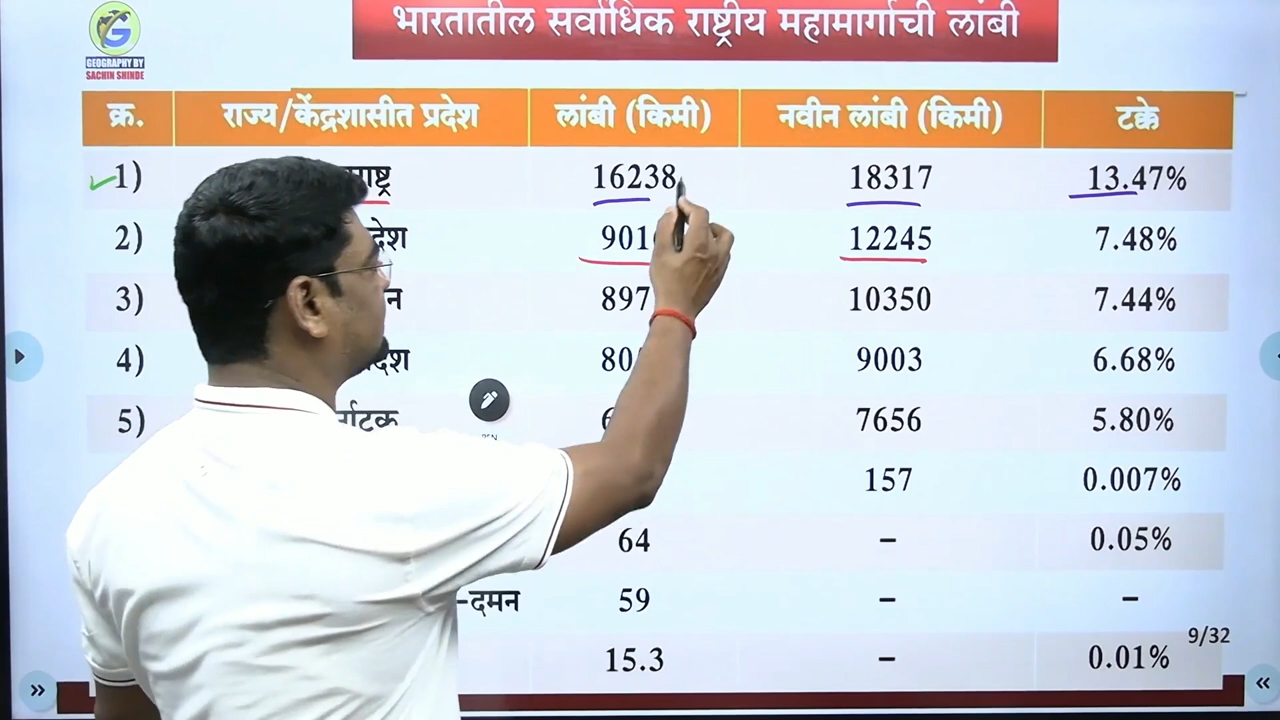 भारतातील सर्वाधिक राष्ट्रीय महामार्गाची लांबी
GEOGRAPHY BY
SACHIN SHINDE
क्र. राज्य/केंद्रशासीत प्रदेश लांबी (किमी) नवीन लांबी (किमी) टक्के
1) 16238 18317 13.47%
2) 12245 7.48%
3) 10350 7.44%
4) 9003 6.68%
5) 7656 5.80%
157 0.007%
64 – 0.05%
-दमन 59 – –
9/32
15.3 – 0.01%